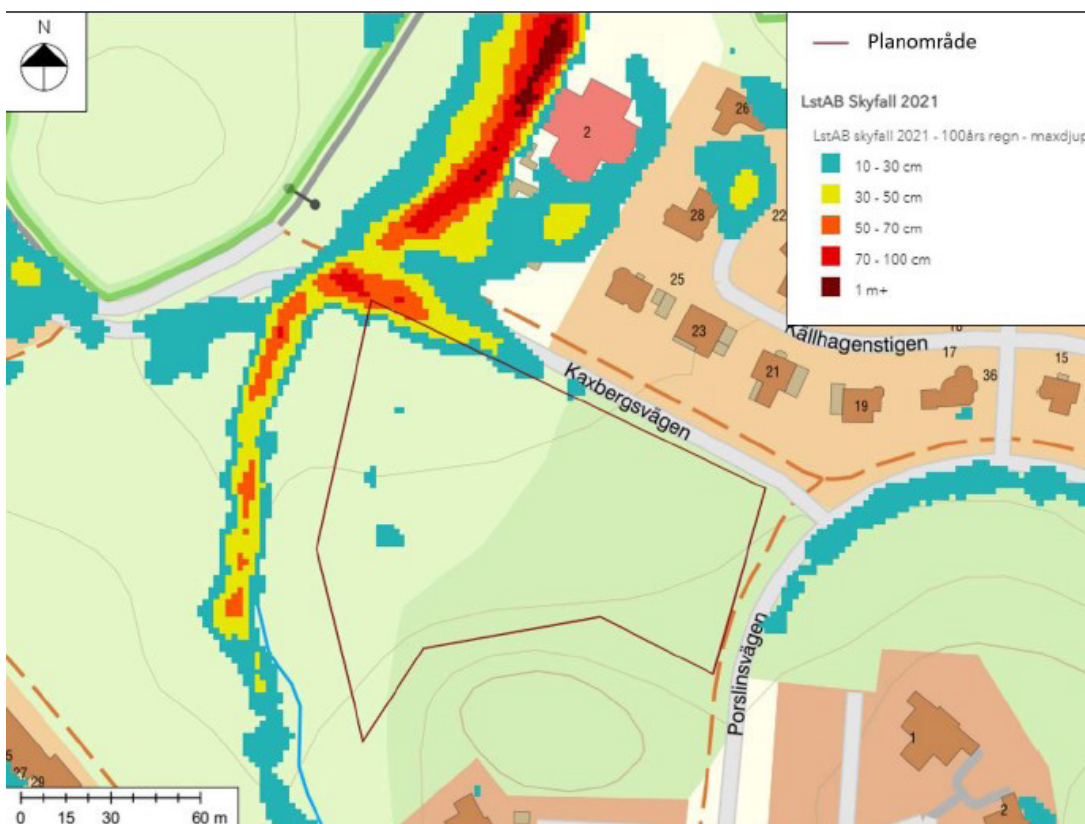 N
Planområde
LstAB Skyfall 2021
LstAB skyfall 2021 - 100års regn - maxdjup
10 - 30 cm
30 - 50 cm
50 - 70 cm
70 - 100 cm
1 m+
2
26
28
22
25
23
21
19
Källhagenstigen
17
36
15
Kaxbergsvägen
Porslinsvägen
1
2
27
29
0 15 30 60 m